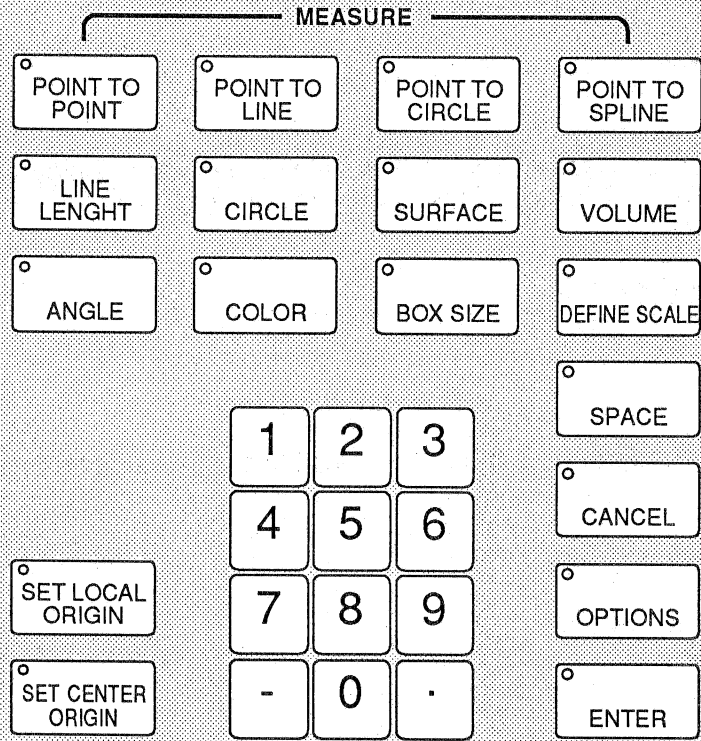 MEASURE
POINT TO
POINT
POINT TO
LINE
POINT TO
CIRCLE
POINT TO
SPLINE
LINE
LENGHT
CIRCLE
SURFACE
VOLUME
ANGLE
COLOR
BOX SIZE
DEFINE SCALE
SPACE
1 2 3
CANCEL
4 5 6
SET LOCAL
ORIGIN
7 8 9
OPTIONS
SET CENTER
ORIGIN
- 0 .
ENTER